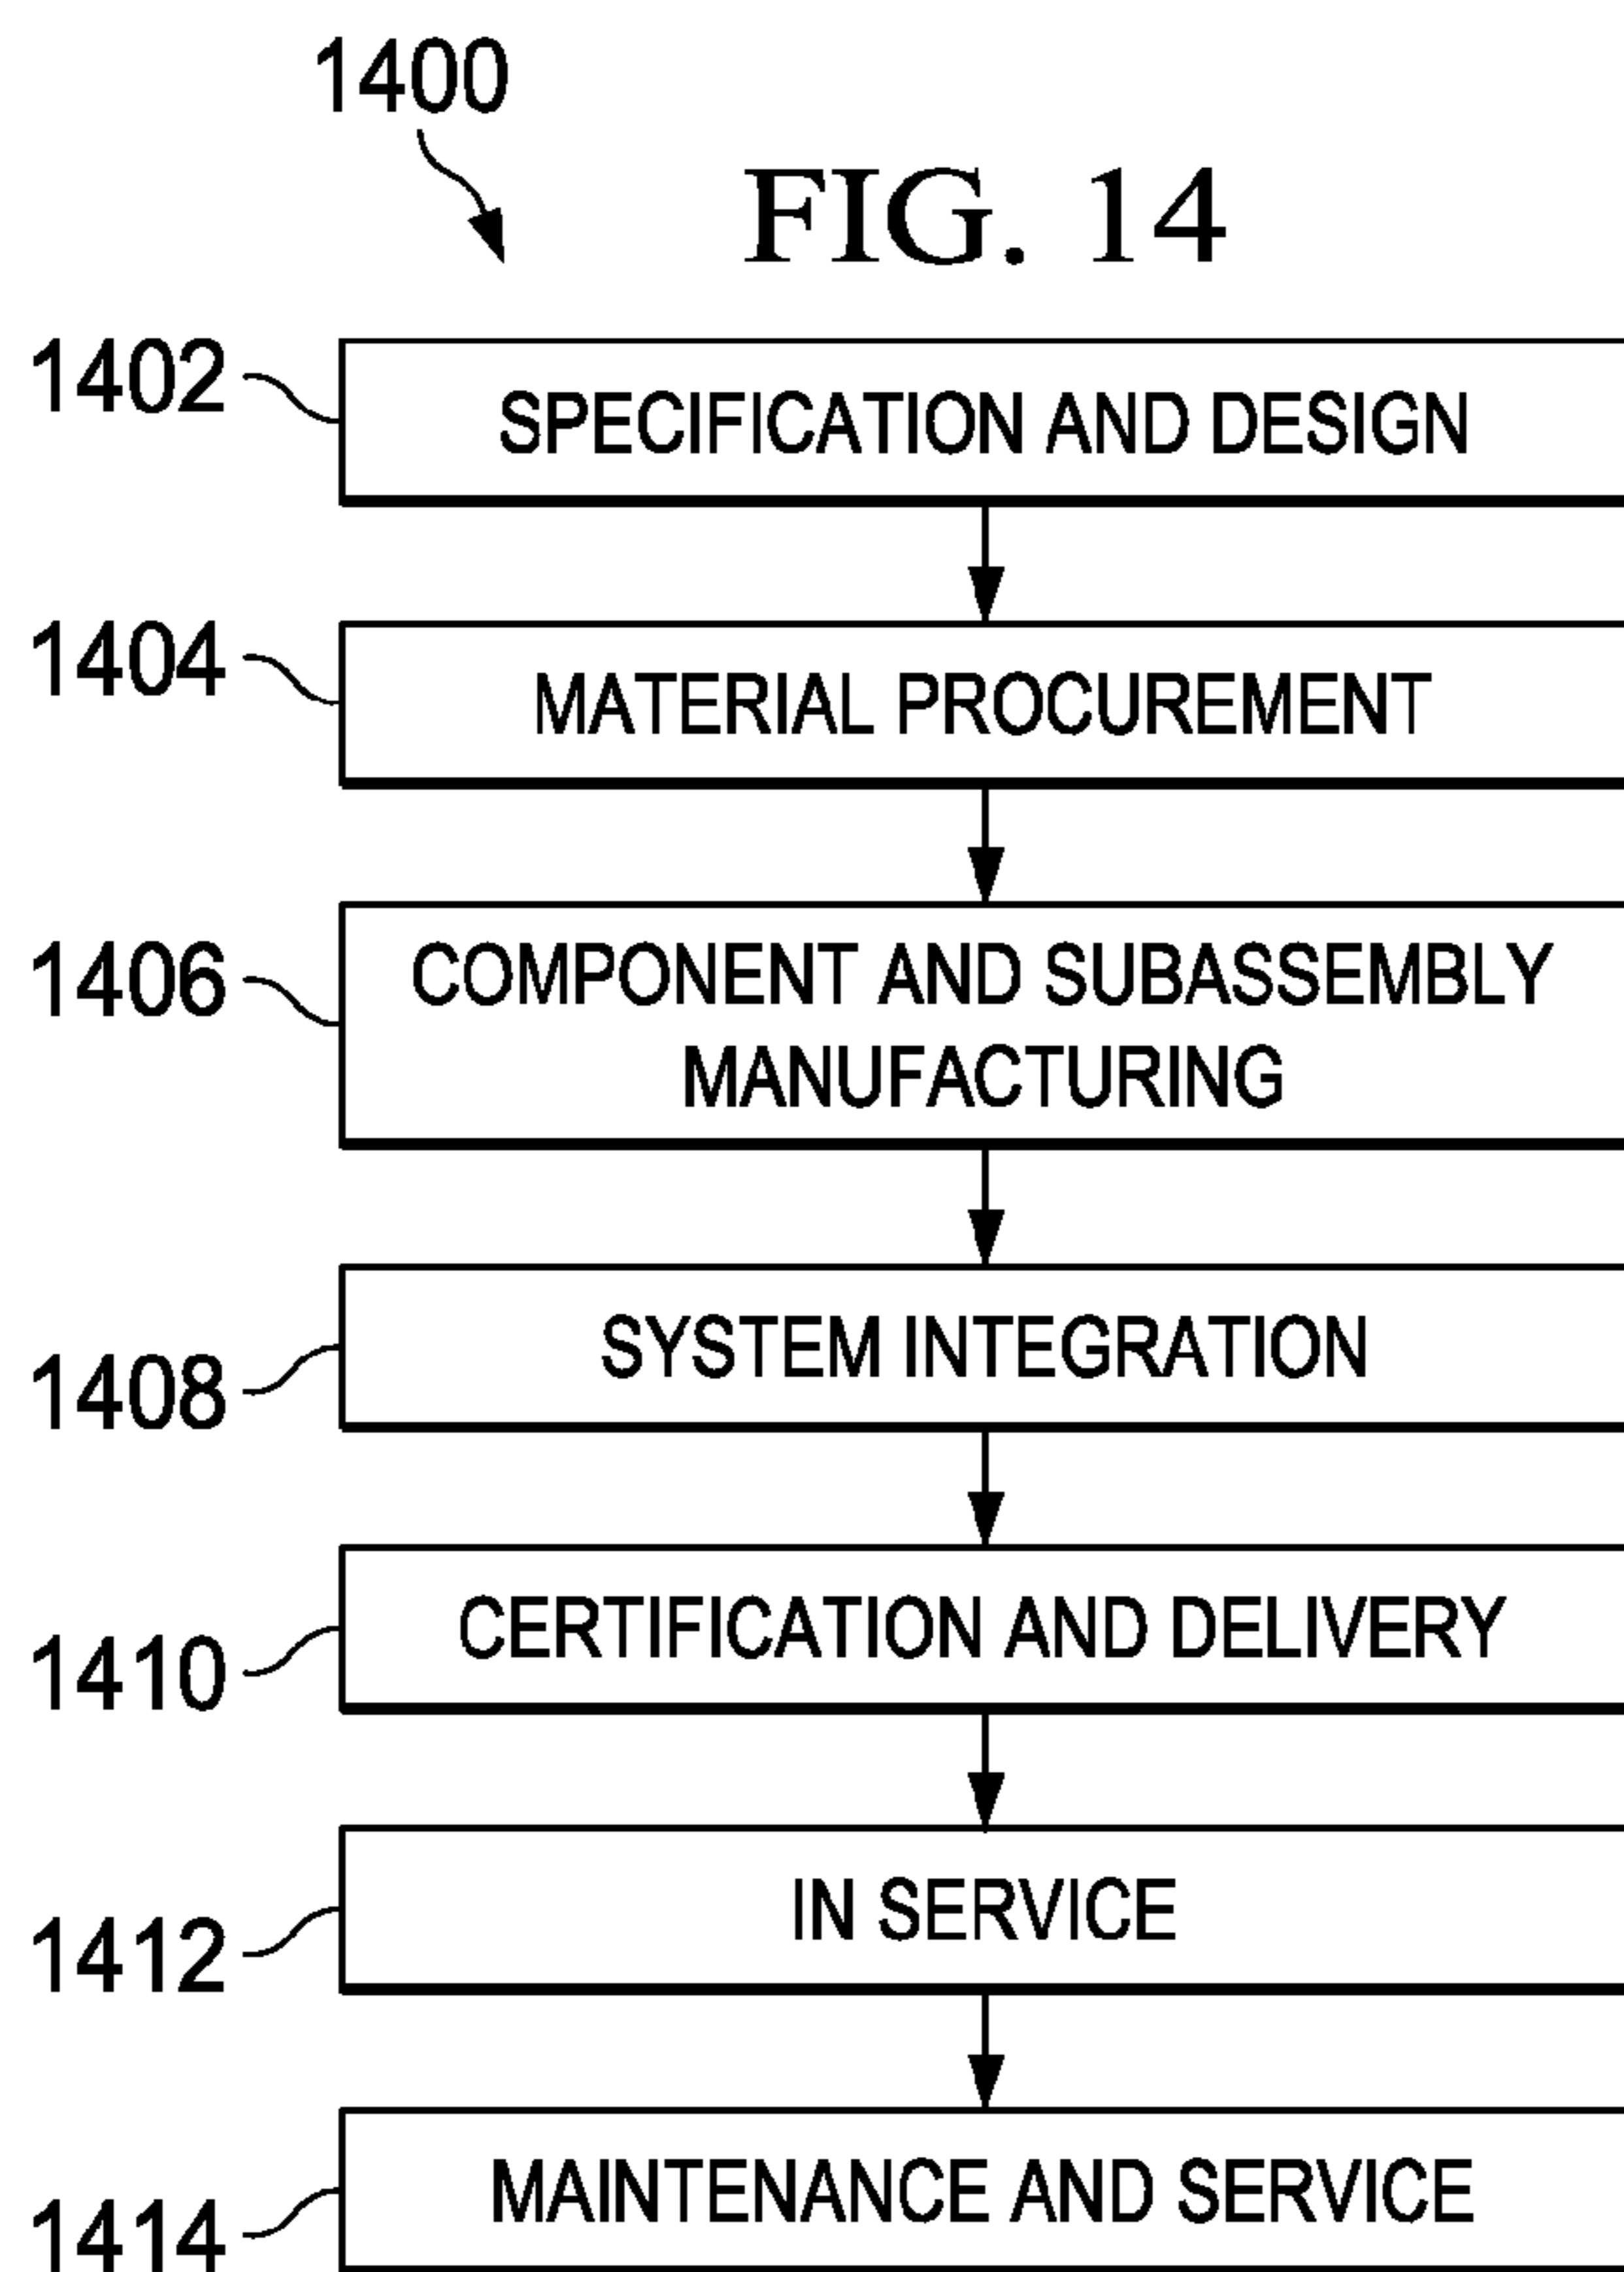 1400
FIG. 14
1402
SPECIFICATION AND DESIGN
1404
MATERIAL PROCUREMENT
1406
COMPONENT AND SUBASSEMBLY
MANUFACTURING
1408
SYSTEM INTEGRATION
1410
CERTIFICATION AND DELIVERY
1412
IN SERVICE
1414
MAINTENANCE AND SERVICE